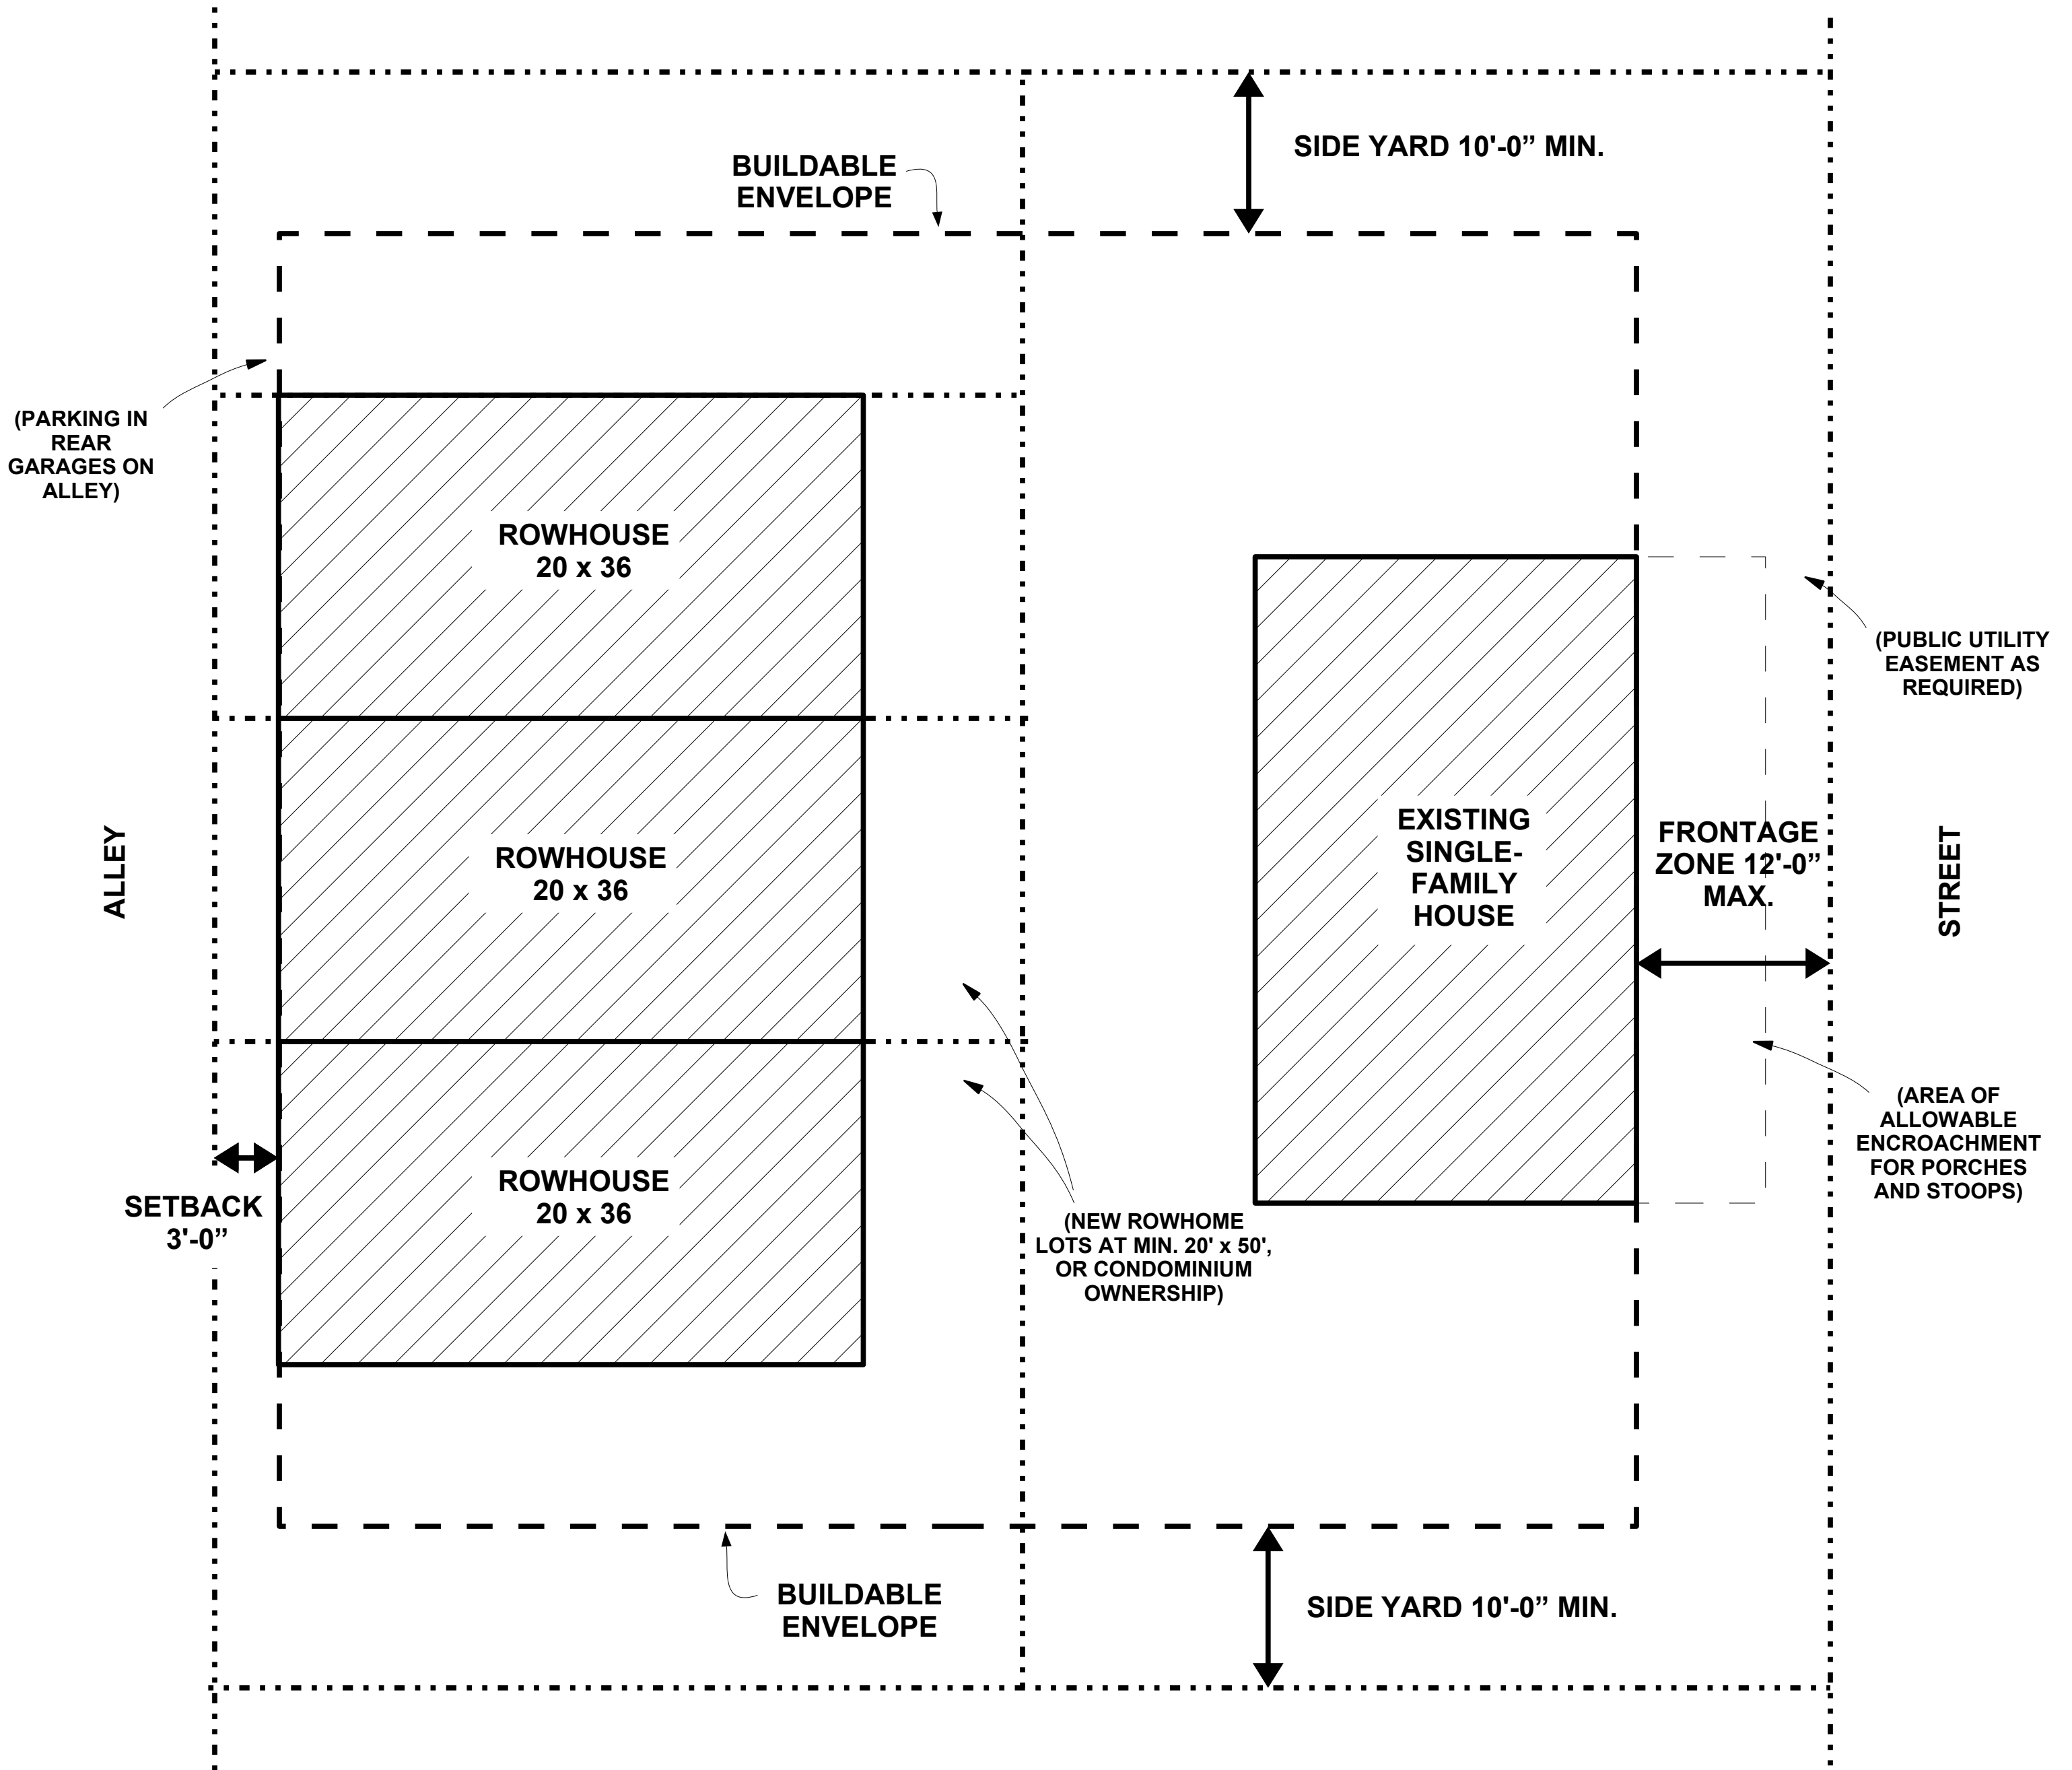 SIDE YARD 10'-0” MIN.
BUILDABLE
ENVELOPE
(PARKING IN
REAR
GARAGES ON
ALLEY)
ROWHOUSE
20 x 36
(PUBLIC UTILITY
EASEMENT AS
REQUIRED)
ALLEY
ROWHOUSE
20 x 36
EXISTING
SINGLE-
FAMILY
HOUSE
FRONTAGE
ZONE 12'-0”
MAX.
STREET
(AREA OF
ALLOWABLE
ENCROACHMENT
FOR PORCHES
AND STOOPS)
SETBACK
3'-0”
ROWHOUSE
20 x 36
(NEW ROWHOME
LOTS AT MIN. 20' x 50',
OR CONDOMINIUM
OWNERSHIP)
BUILDABLE
ENVELOPE
SIDE YARD 10'-0” MIN.